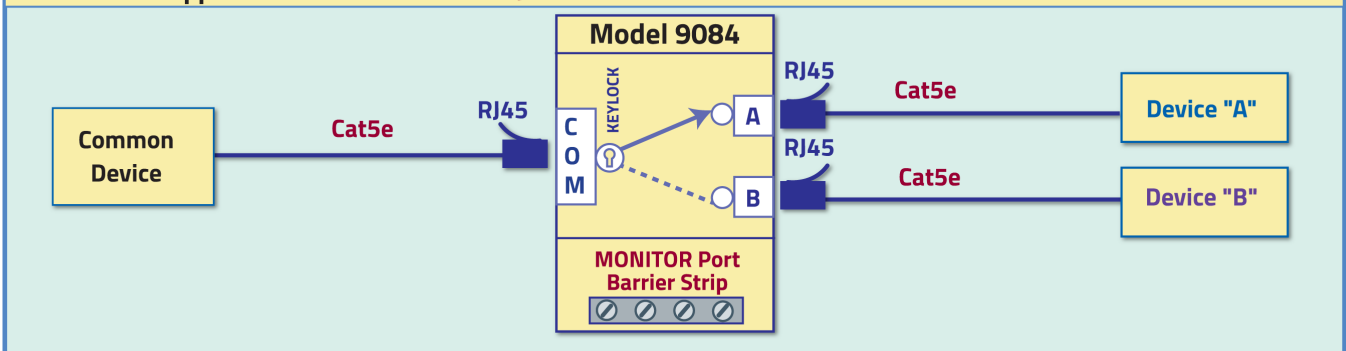 Model 9084
KEYLOCK
C
O
M
A
B
RJ45
Cat5e
Common
Device
RJ45
Cat5e
Device "A"
RJ45
Cat5e
Device "B"
MONITOR Port
Barrier Strip